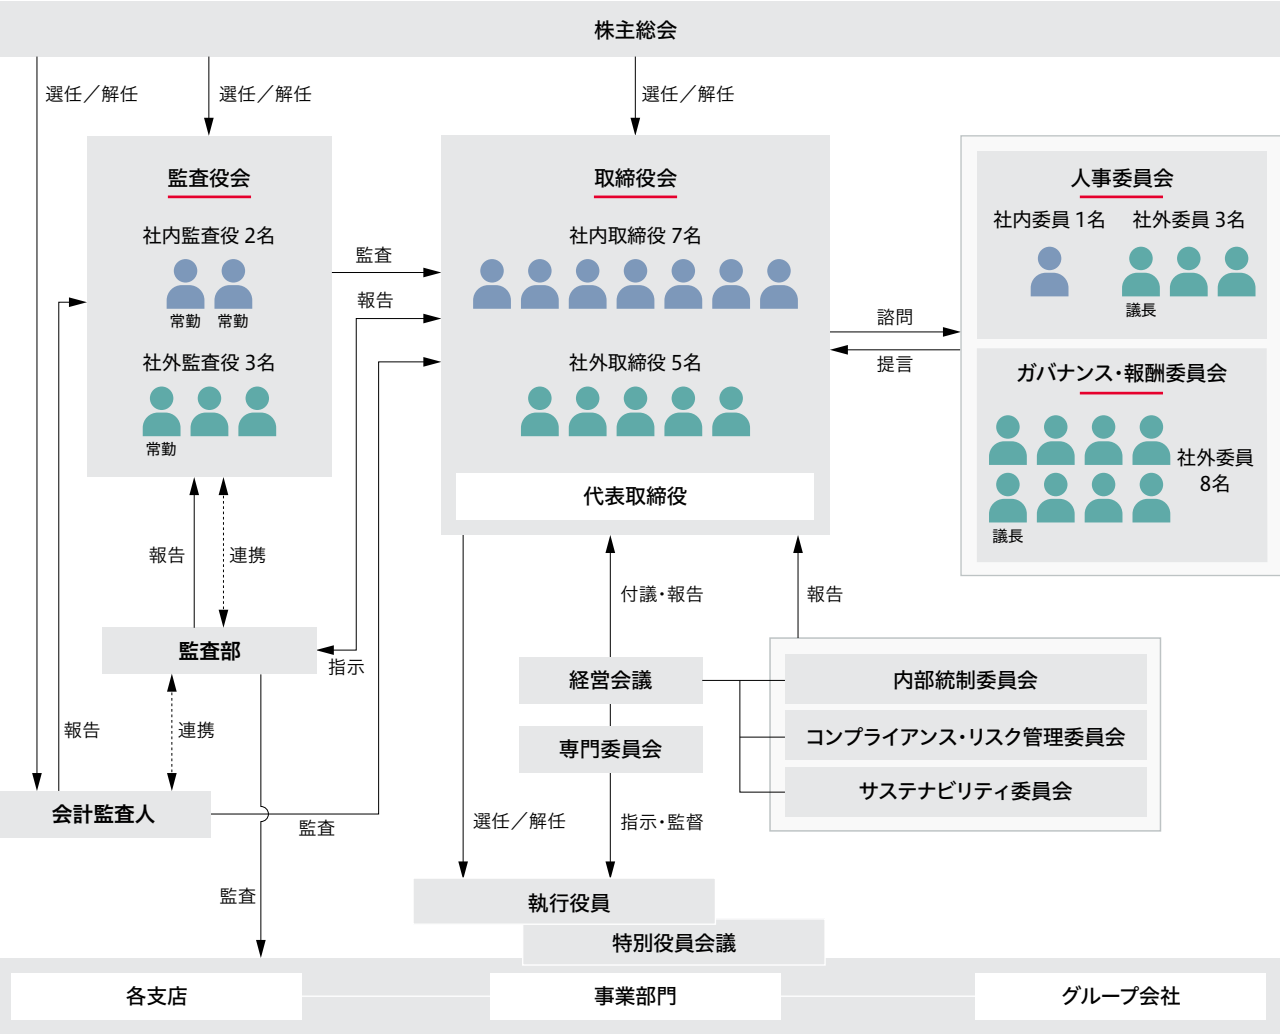 株主総会
選任／解任
選任／解任
選任／解任
監査役会
社内監査役 2名
常勤 常勤
社外監査役 3名
常勤
監査
報告
取締役会
社内取締役 7名
社外取締役 5名
代表取締役
諮問
提言
人事委員会
社内委員 1名
社外委員 3名
議長
ガバナンス・報酬委員会
社外委員
8名
議長
報告
連携
付議・報告
報告
監査部
指示
経営会議
専門委員会
内部統制委員会
コンプライアンス・リスク管理委員会
サステナビリティ委員会
報告
連携
会計監査人
監査
選任／解任
指示・監督
監査
執行役員
特別役員会議
各支店
事業部門
グループ会社